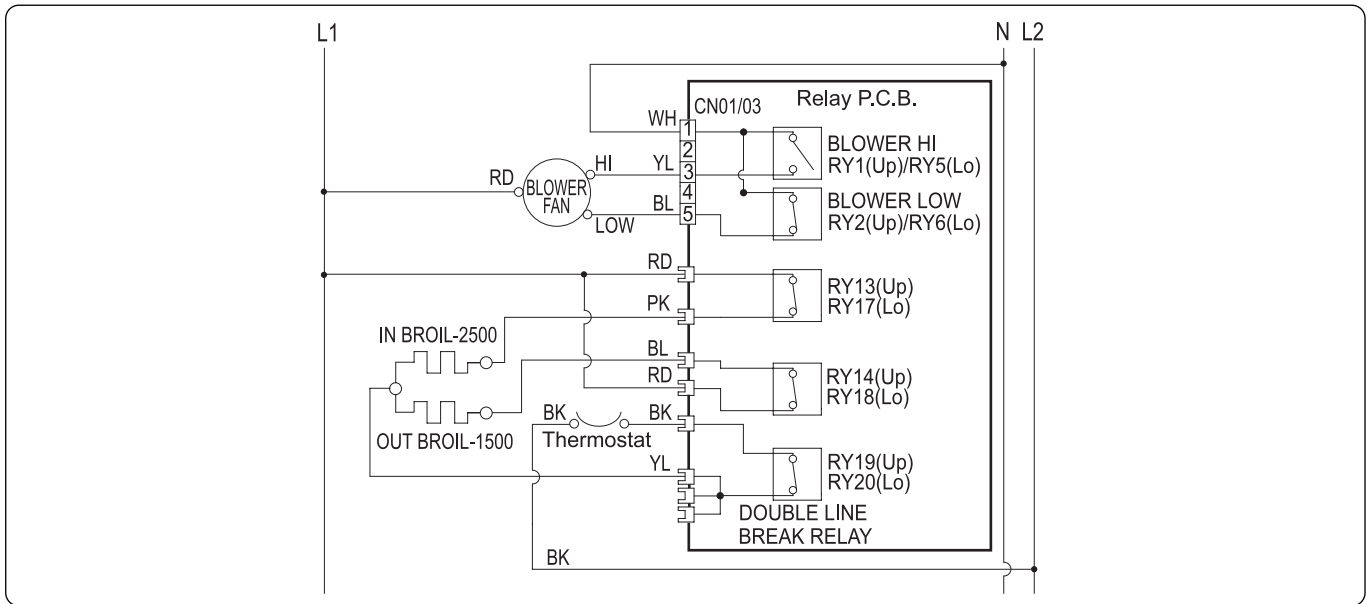 L1
N L2
Relay P.C.B.
CN01/03
WH
1
2
3
4
5
BLOWER HI
RY1(Up)/RY5(Lo)
HI
YL
RD
BLOWER
FAN
BL
LOW
BLOWER LOW
RY2(Up)/RY6(Lo)
RD
RY13(Up)
RY17(Lo)
PK
IN BROIL-2500
BL
RD
RY14(Up)
RY18(Lo)
OUT BROIL-1500
BK
Thermostat
BK
YL
RY19(Up)
RY20(Lo)
DOUBLE LINE
BREAK RELAY
BK